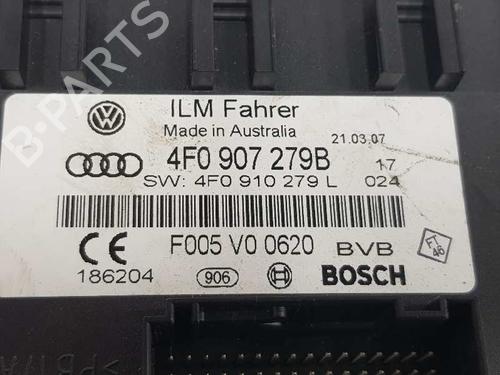 ILM Fahrer
Made in Australia
21.03.07
4F0 907 279B
17
SW: 4F0 910 279 L
024
F005 V0 0620
BVB
186204
906
BOSCH
B-PARTS